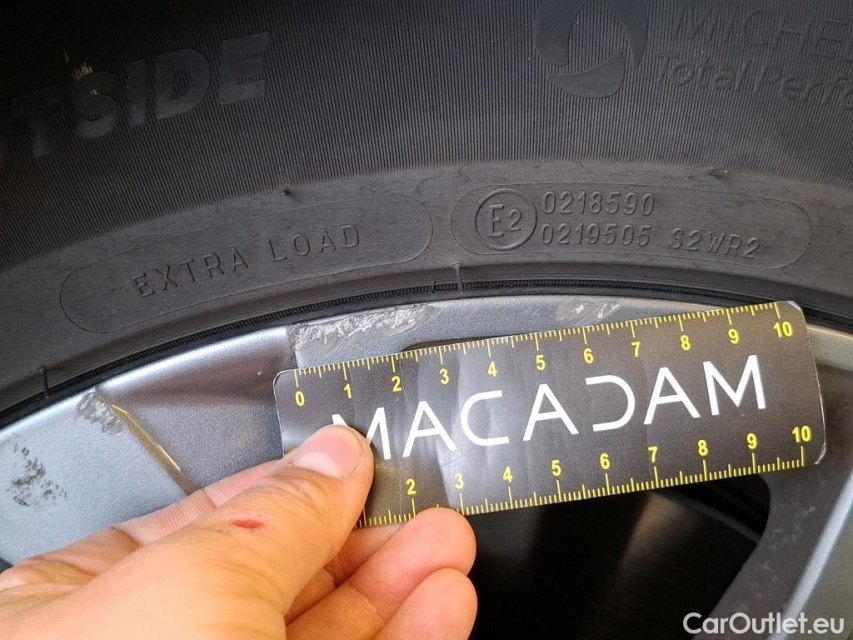 TSIDE
MICHEL
Total Perfo
EXTRA LOAD
E2
0218590
0219505 S2WR2
0 1 2 3 4 5 6 7 8 9 10
MACADAM
2 3 4 5 6 7 8 9 10
CarOutlet.eu